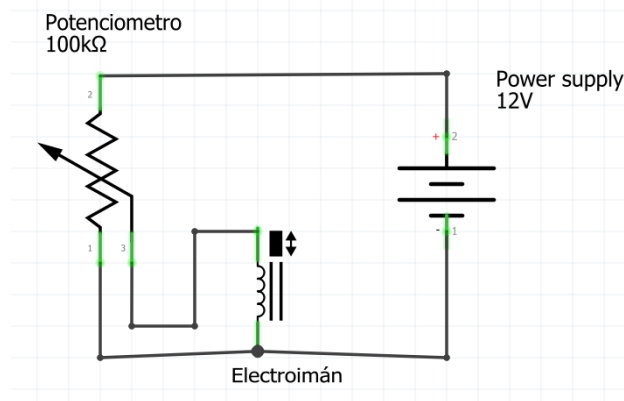 Potenciometro
100kΩ
Power supply
12V
2
+ 2
1 3
- 1
Electroimán